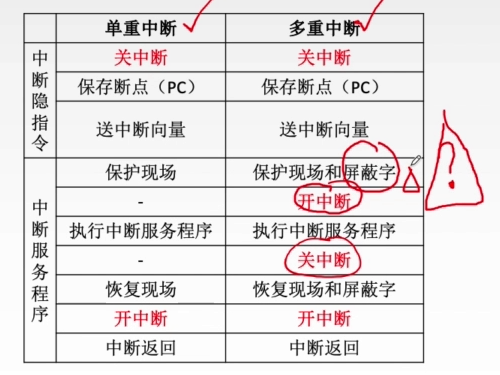 单重中断 多重中断
中断隐指令
关中断 关中断
保存断点（PC） 保存断点（PC）
送中断向量 送中断向量
中断服务程序
保护现场 保护现场和屏蔽字
- 开中断
执行中断服务程序 执行中断服务程序
- 关中断
恢复现场 恢复现场和屏蔽字
开中断 开中断
中断返回 中断返回